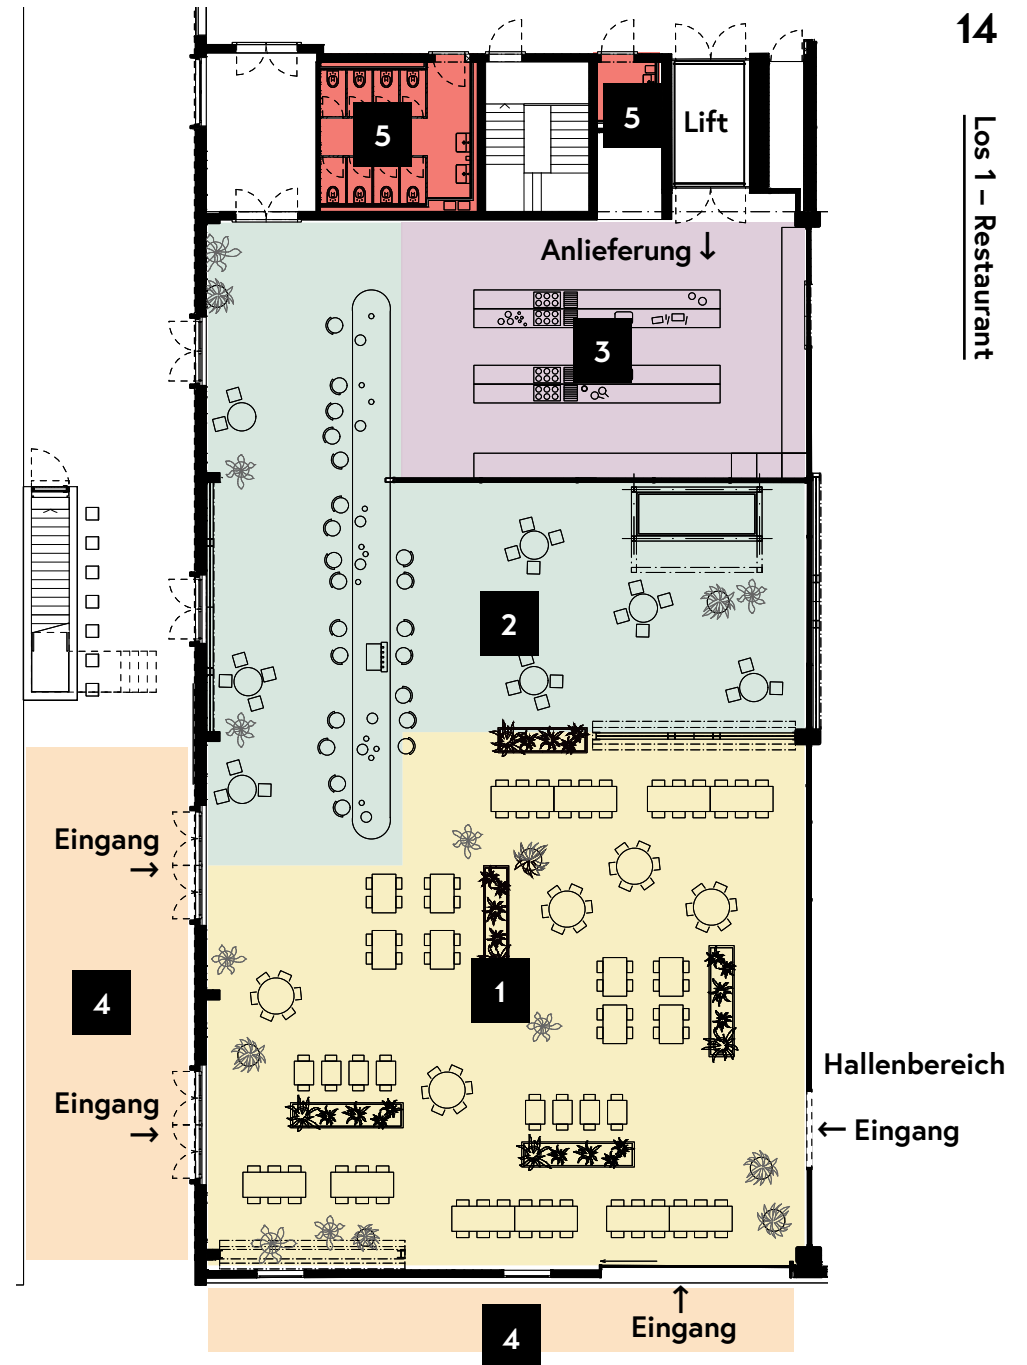 14
Los 1 – Restaurant
5
5
Lift
Anlieferung ↓
3
2
Eingang
→
4
1
Hallenbereich
Eingang
→
← Eingang
↑
Eingang
4